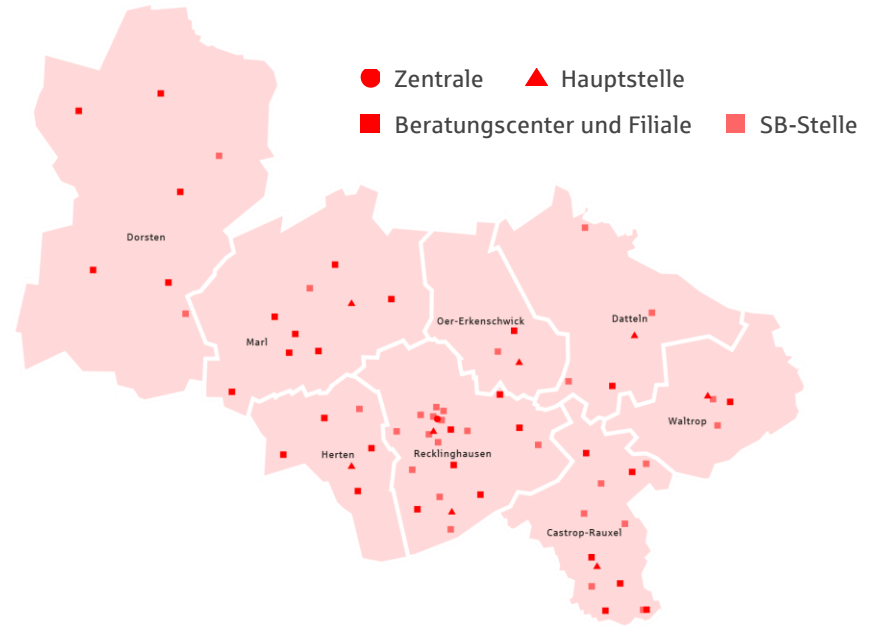 Zentrale
Hauptstelle
Beratungscenter und Filiale
SB-Stelle
Dorsten
Marl
Oer-Erkenschwick
Datteln
Waltrop
Herten
Recklinghausen
Castrop-Rauxel